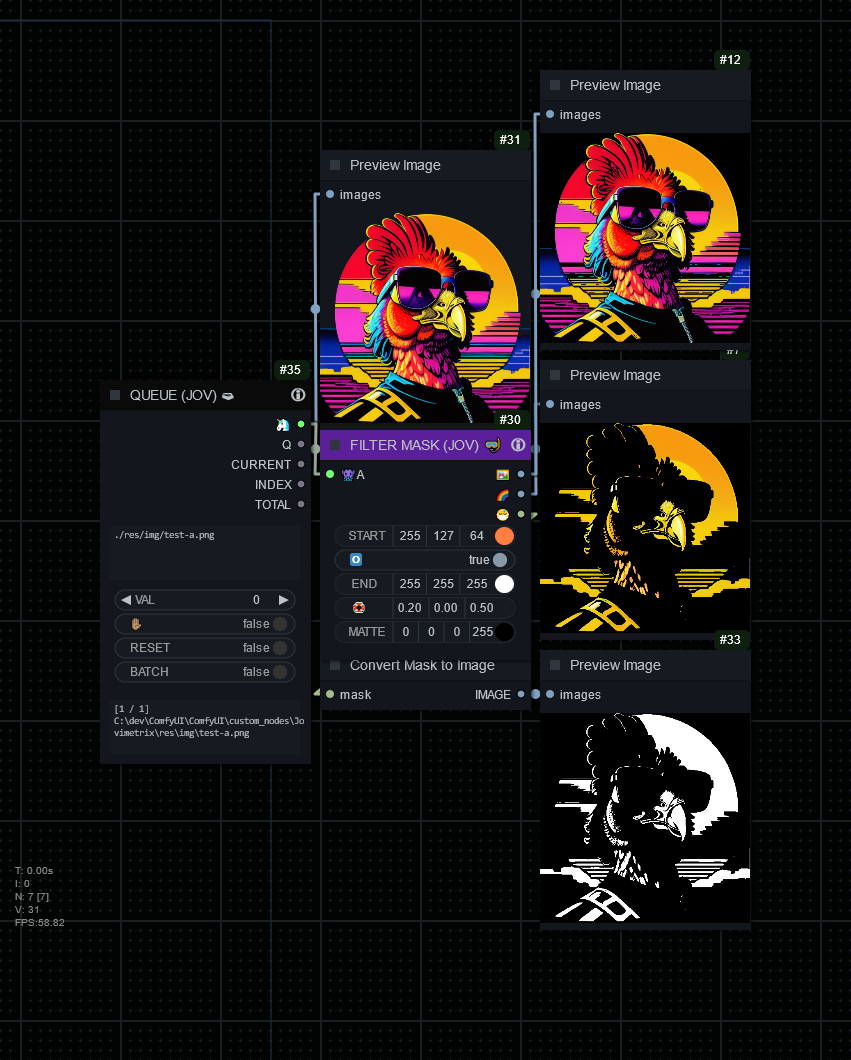 #12
Preview Image
images
#31
Preview Image
images
#35
QUEUE (JOV)
Q
CURRENT
INDEX
TOTAL
./res/img/test-a.png
VAL 0
false
RESET false
BATCH false
[1 / 1]
C:\dev\ComfyUI\ComfyUI\custom_nodes\Jo
vimetrix\res\img\test-a.png
#30
FILTER MASK (JOV)
A
START 255 127 64
true
END 255 255 255
0.20 0.00 0.50
MATTE 0 0 0 255
Convert Mask to Image
mask IMAGE
Preview Image
images
#33
Preview Image
images
T: 0.00s
I: 0
N: 7 [7]
V: 31
FPS:58.82